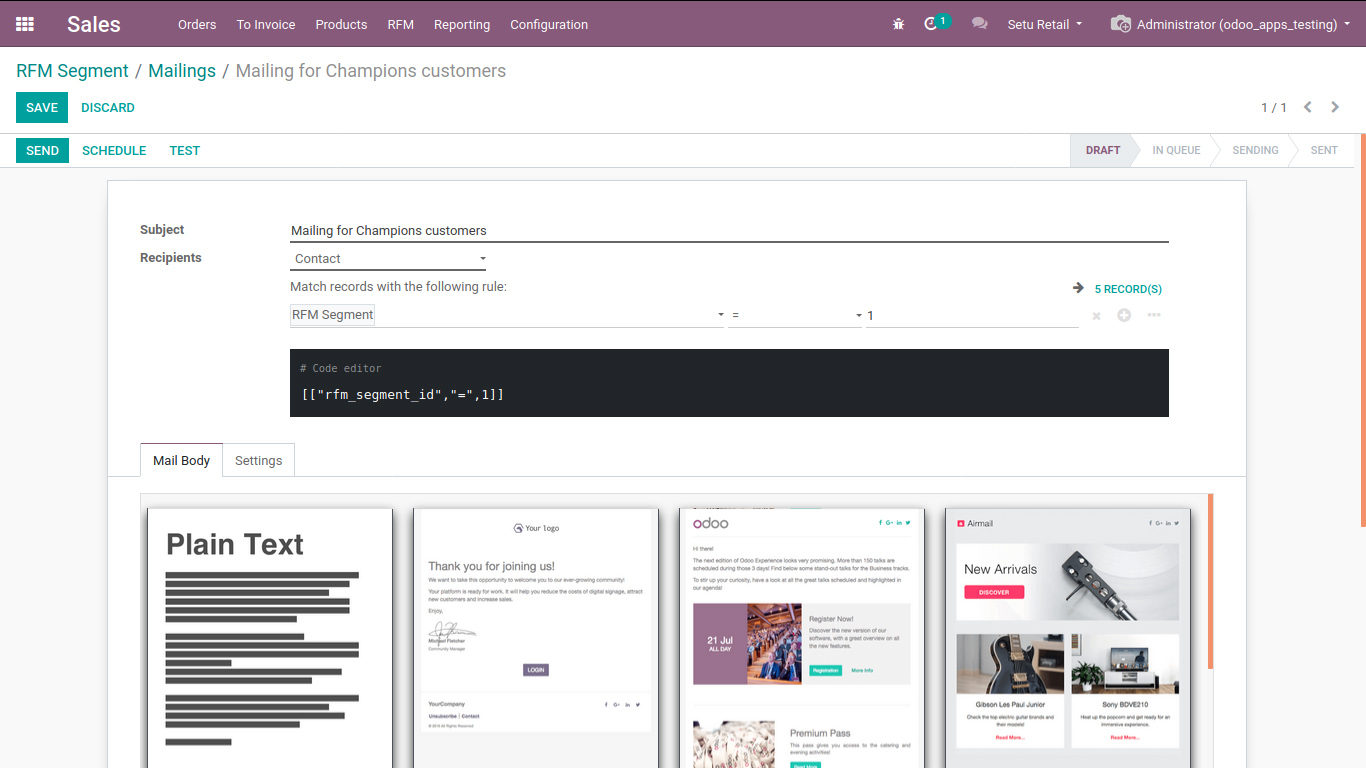 Sales Orders To Invoice Products RFM Reporting Configuration 1 Setu Retail Administrator (odoo_apps_testing)
RFM Segment / Mailings / Mailing for Champions customers
SAVE DISCARD 1 / 1
SEND SCHEDULE TEST DRAFT IN QUEUE SENDING SENT
Subject Mailing for Champions customers
Recipients Contact
Match records with the following rule: 5 RECORD(S)
RFM Segment = 1
# Code editor
[["rfm_segment_id","=",1]]
Mail Body Settings
Plain Text
Your logo
Thank you for joining us!
We want to take this opportunity to welcome you to our ever-growing community!
Your platform is ready for work. It will help you reduce the costs of digital signage, attract
new customers and increase sales.
Enjoy,
Michael Fletcher
Community Manager
LOGIN
YourCompany
Unsubscribe | Contact
© 2018 All Rights Reserved
odoo
Hi there!
The next edition of Odoo Experience looks very promising. More than 150 talks are
scheduled during those 3 days! Find below some stand-out talks for the Business tracks.
To stir up your curiosity, have a look at all the great talks scheduled and highlighted in
our agenda!
21 Jul
ALL DAY
Register Now!
Discover the new version of our
software, with a great overview on all
the new features.
Registration More Info
Premium Pass
This pass gives you access to the catering and
evening activities!
Read More
Airmail
New Arrivals
DISCOVER
Gibson Les Paul Junior
Check the top electric guitar brands and
their models!
Read More...
Sony BDVE210
Heat up the popcorn and get ready for an
immersive experience.
Read More...